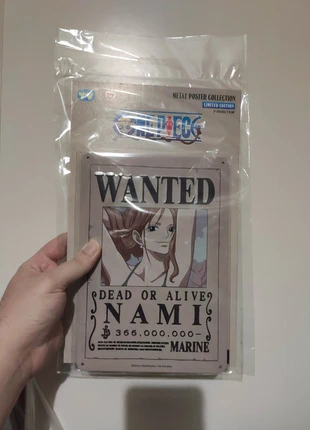 METAL POSTER COLLECTION
LIMITED EDITION
ONE PIECE
WANTED
DEAD OR ALIVE
NAMI
366,000,000-
MARINE